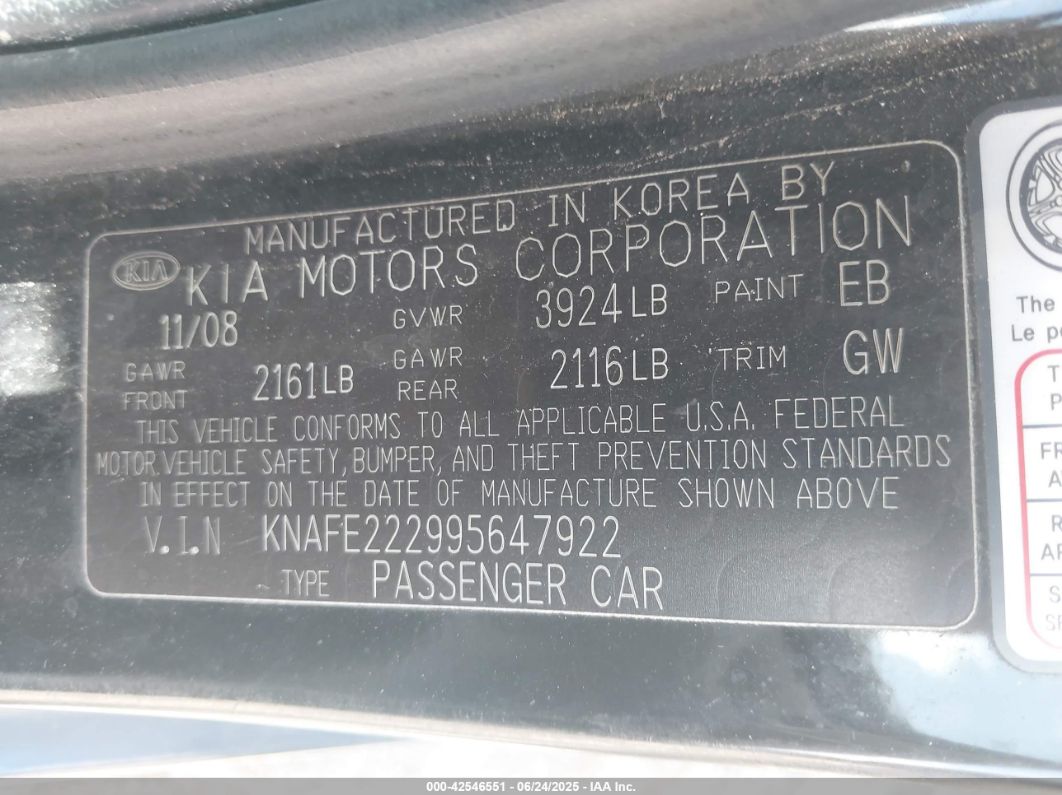 MANUFACTURED IN KOREA BY
KIA KIA MOTORS CORPORATION
11/08 GVWR 3924LB PAINT EB
GAWR FRONT 2161LB GAWR REAR 2116LB TRIM GW
THIS VEHICLE CONFORMS TO ALL APPLICABLE U.S.A. FEDERAL
MOTOR VEHICLE SAFETY, BUMPER, AND THEFT PREVENTION STANDARDS
IN EFFECT ON THE DATE OF MANUFACTURE SHOWN ABOVE
V.I.N KNAFE222995647922
TYPE PASSENGER CAR
The
Le
000-42546551 - 06/24/2025 - IAA Inc.